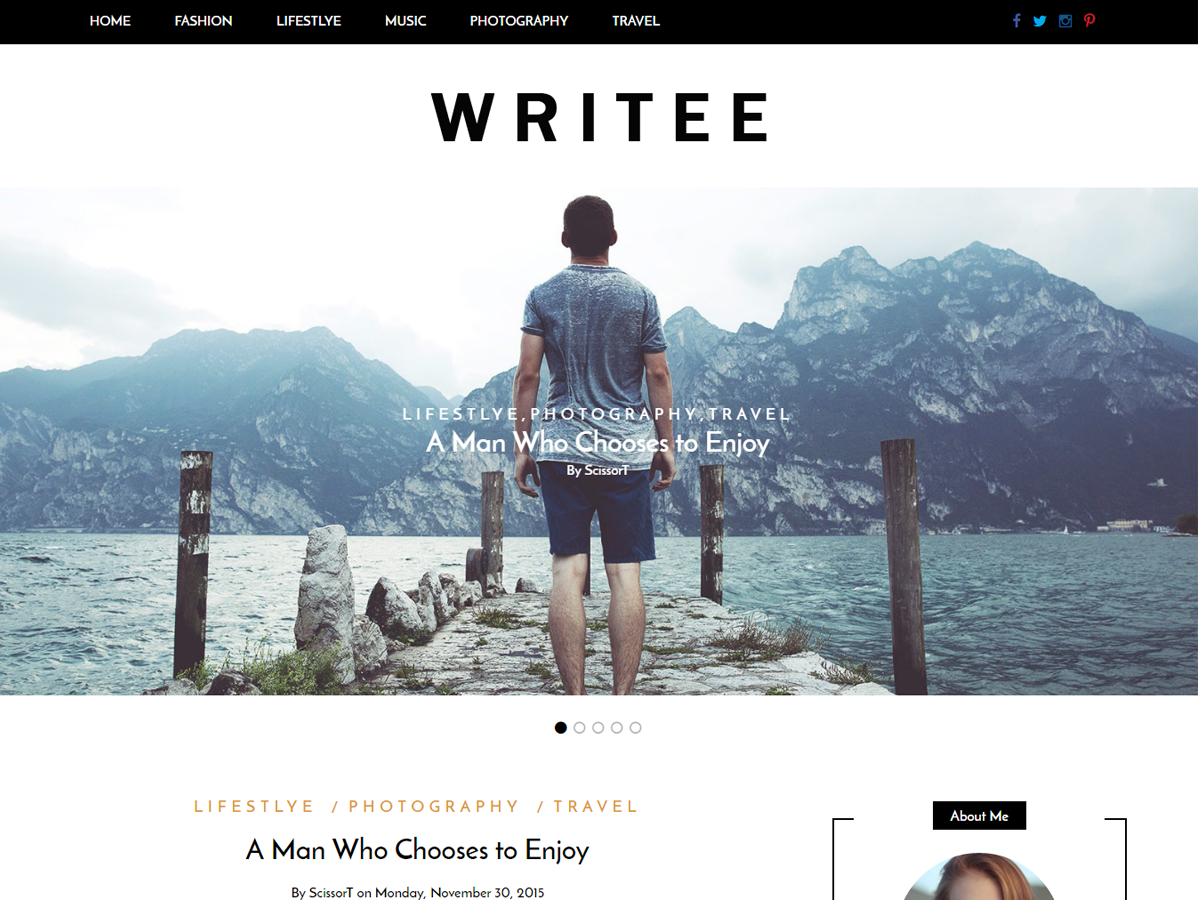 HOME FASHION LIFESTLYE MUSIC PHOTOGRAPHY TRAVEL
WRITEE
LIFESTLYE,PHOTOGRAPHY,TRAVEL
A Man Who Chooses to Enjoy
By ScissorT
LIFESTLYE / PHOTOGRAPHY / TRAVEL
A Man Who Chooses to Enjoy
By ScissorT on Monday, November 30, 2015
About Me